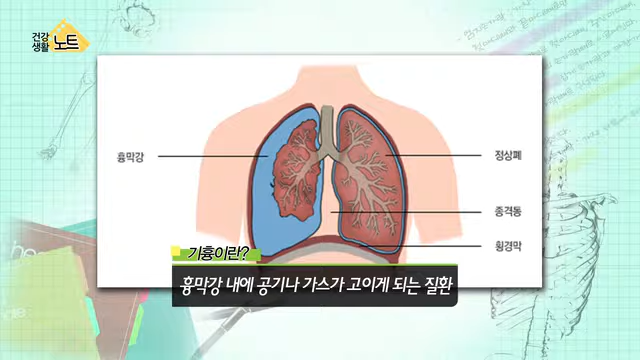 건강
생활 노트
흉막강
정상폐
종격동
횡경막
기흉이란?
흉막강 내에 공기나 가스가 고이게 되는 질환